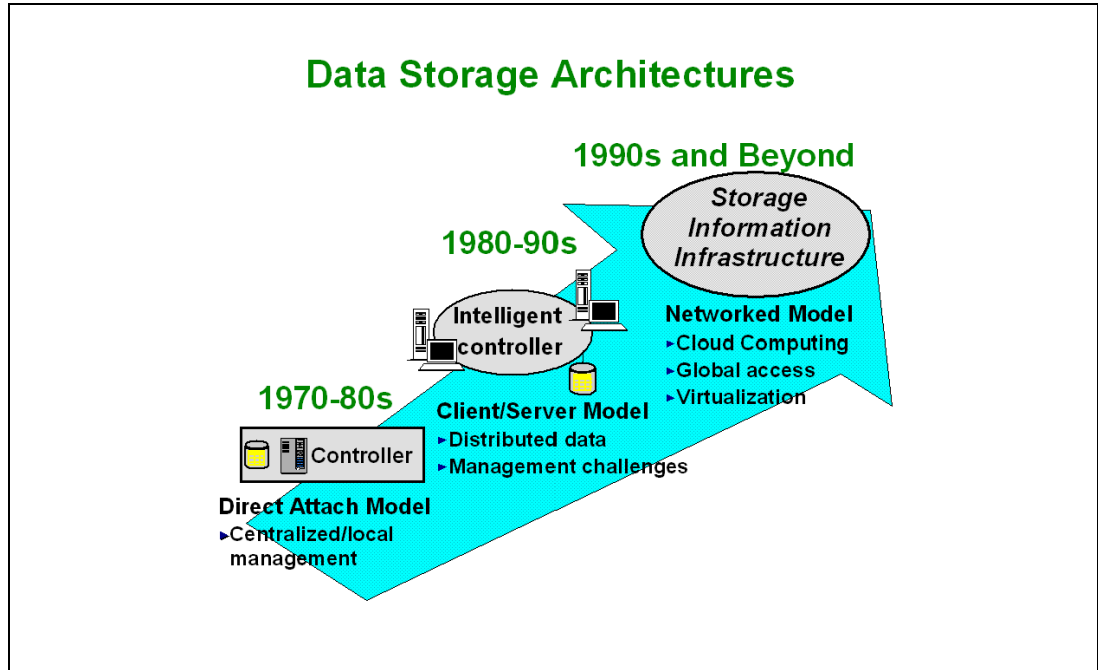 Data Storage Architectures
1990s and Beyond
Storage
Information
Infrastructure
1980-90s
Intelligent
controller
Networked Model
►Cloud Computing
►Global access
►Virtualization
1970-80s
Controller
Client/Server Model
►Distributed data
►Management challenges
Direct Attach Model
►Centralized/local
management